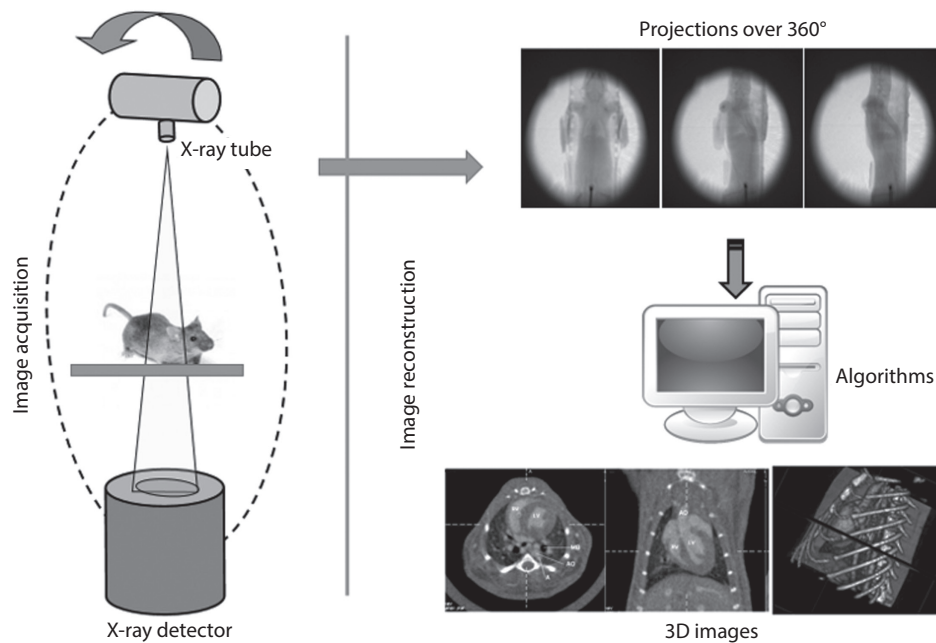 Projections over 360°
X-ray tube
Image acquisition
Image reconstruction
Algorithms
X-ray detector
3D images